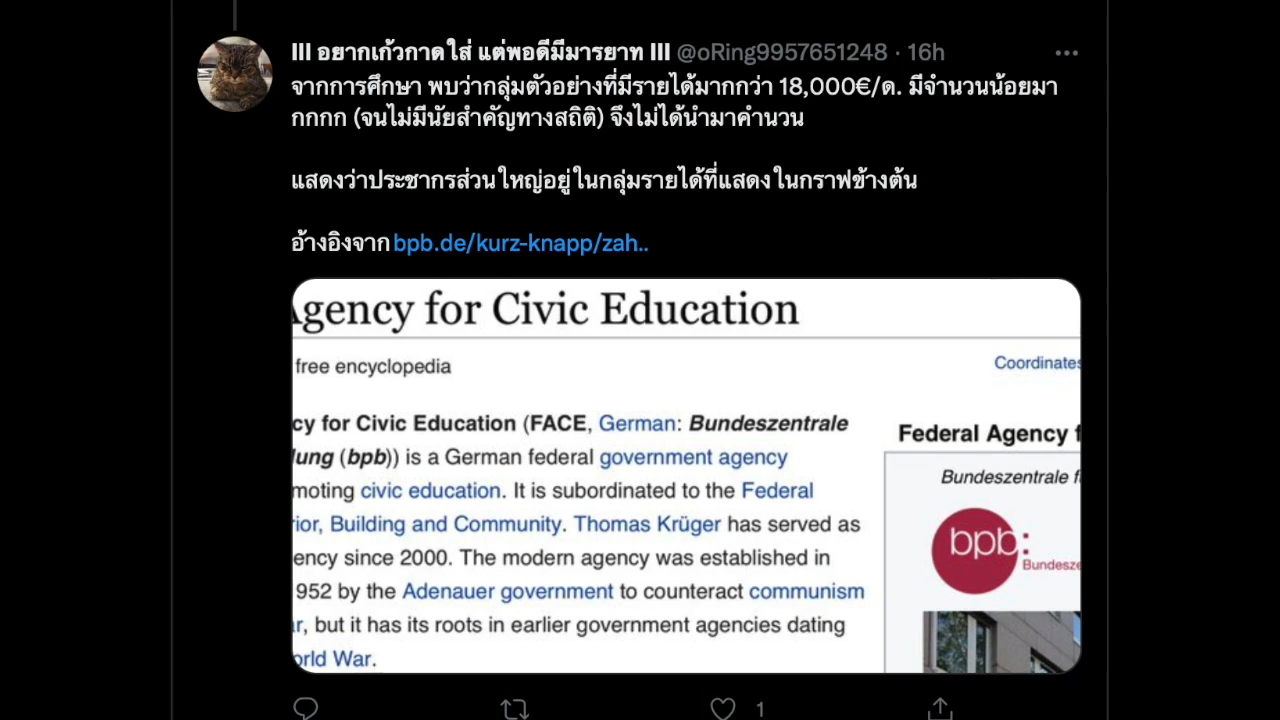 III อยากเก้วกาดใส่ แต่พอดีมีมารยาท III @oRing9957651248 · 16h
จากการศึกษา พบว่ากลุ่มตัวอย่างที่มีรายได้มากกว่า 18,000€/ด. มีจำนวนน้อยมา
กกกก (จนไม่มีนัยสำคัญทางสถิติ) จึงไม่ได้นำมาคำนวน
แสดงว่าประชากรส่วนใหญ่อยู่ในกลุ่มรายได้ที่แสดงในกราฟข้างต้น
อ้างอิงจาก bpb.de/kurz-knapp/zah..
Agency for Civic Education
free encyclopedia
Coordinates
cy for Civic Education (FACE, German: Bundeszentrale
lung (bpb)) is a German federal government agency
moting civic education. It is subordinated to the Federal
rior, Building and Community. Thomas Krüger has served as
ency since 2000. The modern agency was established in
952 by the Adenauer government to counteract communism
r, but it has its roots in earlier government agencies dating
orld War.
Federal Agency f
Bundeszentrale f
bpb:
Bundesze
1